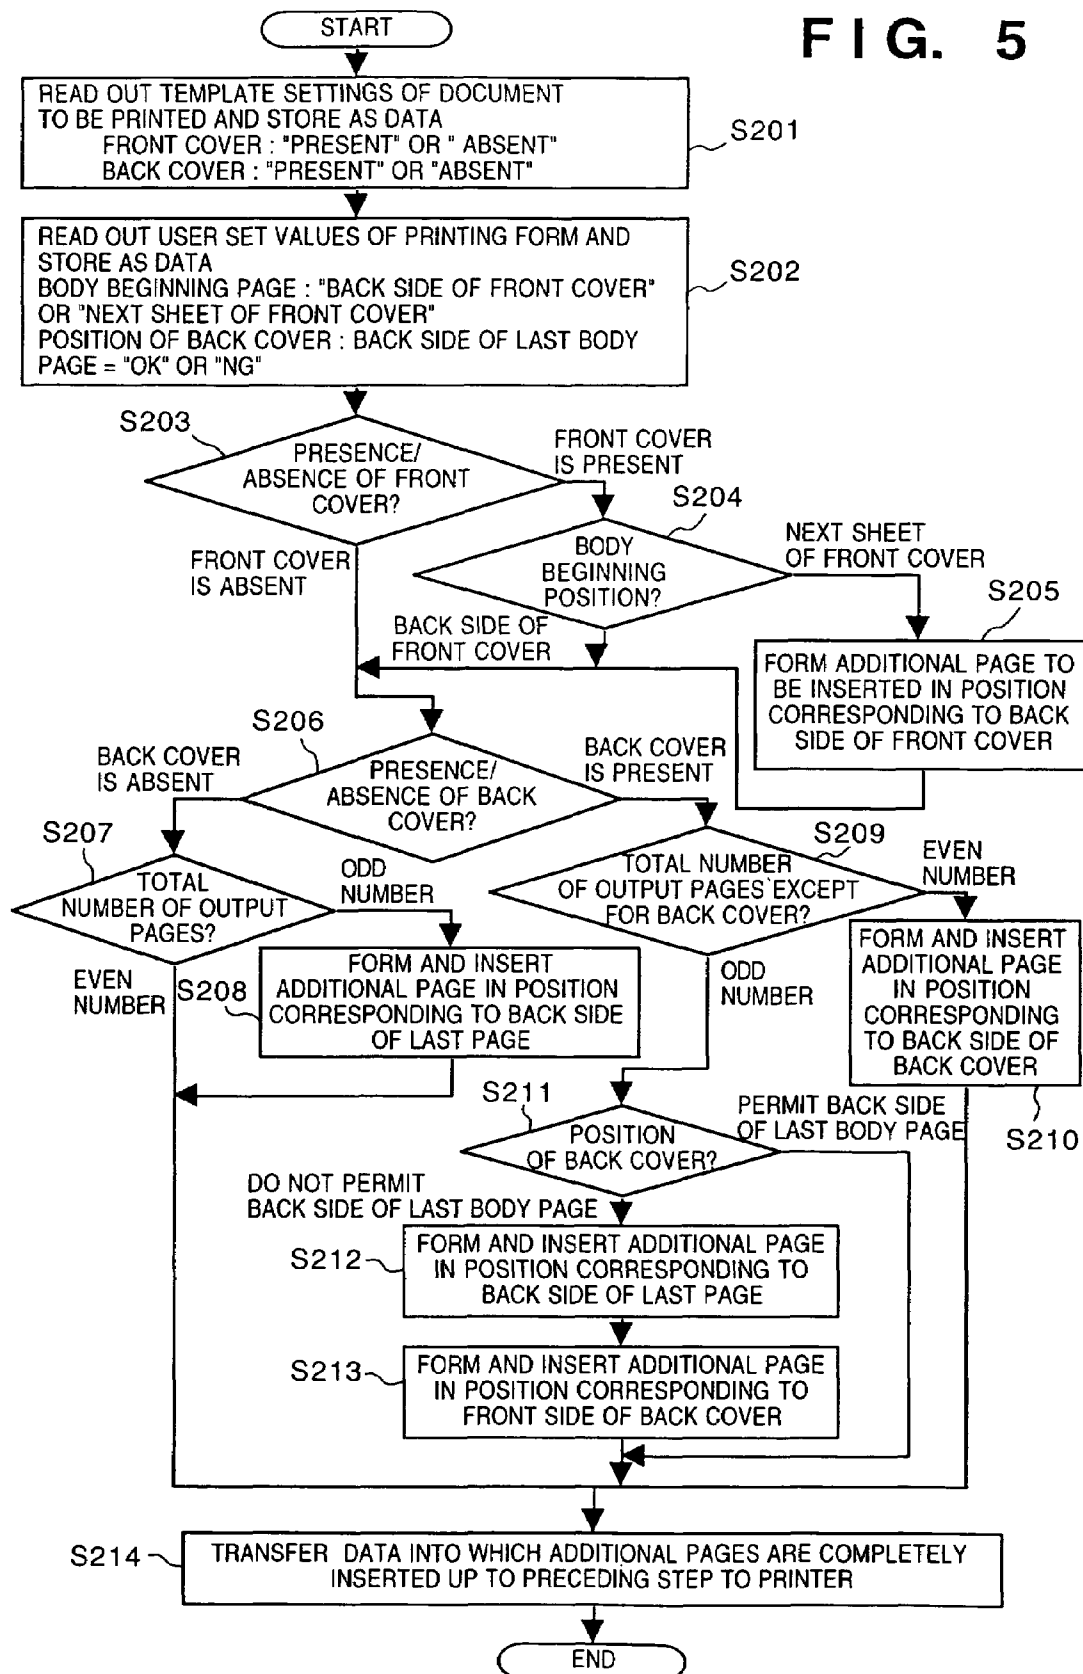 START
FIG. 5
READ OUT TEMPLATE SETTINGS OF DOCUMENT
TO BE PRINTED AND STORE AS DATA
FRONT COVER : "PRESENT" OR " ABSENT"
BACK COVER : "PRESENT" OR "ABSENT"
S201
READ OUT USER SET VALUES OF PRINTING FORM AND
STORE AS DATA
BODY BEGINNING PAGE : "BACK SIDE OF FRONT COVER"
OR "NEXT SHEET OF FRONT COVER"
POSITION OF BACK COVER : BACK SIDE OF LAST BODY
PAGE = "OK" OR "NG"
S202
S203
PRESENCE/
ABSENCE OF FRONT
COVER?
FRONT COVER
IS PRESENT
FRONT COVER
IS ABSENT
S204
BODY
BEGINNING
POSITION?
NEXT SHEET
OF FRONT COVER
BACK SIDE OF
FRONT COVER
S205
FORM ADDITIONAL PAGE TO
BE INSERTED IN POSITION
CORRESPONDING TO BACK
SIDE OF FRONT COVER
S206
PRESENCE/
ABSENCE OF BACK
COVER?
BACK COVER
IS ABSENT
BACK COVER
IS PRESENT
S207
TOTAL
NUMBER OF OUTPUT
PAGES?
ODD
NUMBER
EVEN
NUMBER
S208
FORM AND INSERT
ADDITIONAL PAGE IN POSITION
CORRESPONDING TO BACK SIDE
OF LAST PAGE
S209
TOTAL NUMBER
OF OUTPUT PAGES EXCEPT
FOR BACK COVER?
EVEN
NUMBER
ODD
NUMBER
FORM AND INSERT
ADDITIONAL PAGE
IN POSITION
CORRESPONDING
TO BACK SIDE OF
BACK COVER
S210
S211
POSITION
OF BACK COVER?
PERMIT BACK SIDE
OF LAST BODY PAGE
DO NOT PERMIT
BACK SIDE OF LAST BODY PAGE
S212
FORM AND INSERT ADDITIONAL PAGE
IN POSITION CORRESPONDING TO
BACK SIDE OF LAST PAGE
S213
FORM AND INSERT ADDITIONAL PAGE
IN POSITION CORRESPONDING TO
FRONT SIDE OF BACK COVER
S214
TRANSFER DATA INTO WHICH ADDITIONAL PAGES ARE COMPLETELY
INSERTED UP TO PRECEDING STEP TO PRINTER
END